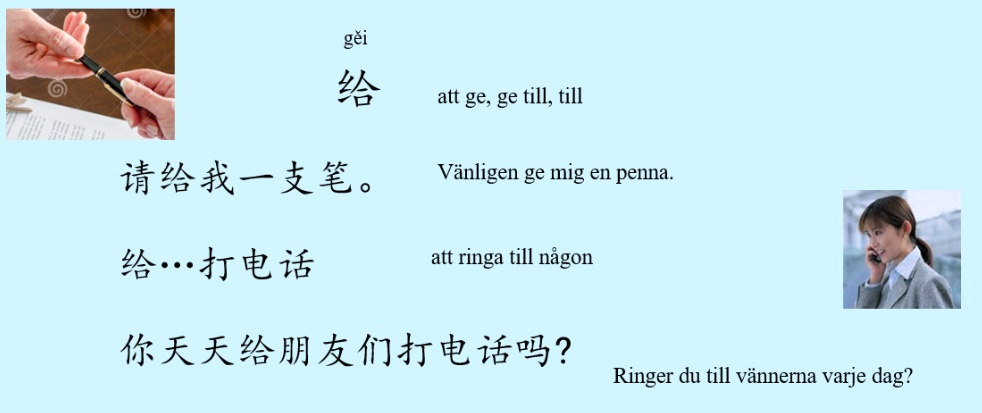 gěi
给 att ge, ge till, till
请给我一支笔。 Vänligen ge mig en penna.
给…打电话 att ringa till någon
你天天给朋友们打电话吗?
Ringer du till vännerna varje dag?